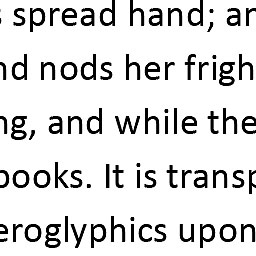 s spread hand; an
nd nods her frigh
ng, and while the
books. It is transp
eroglyphics upon